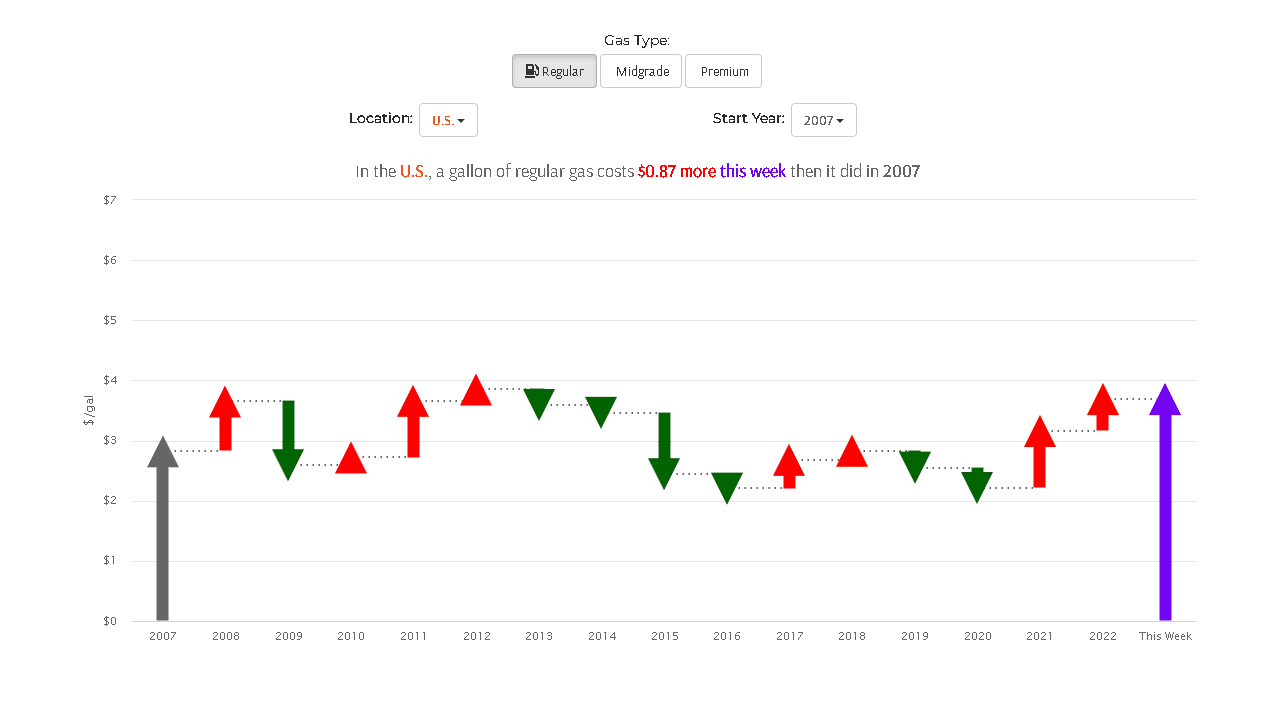 Gas Type:
Regular Midgrade Premium
Location: U.S. Start Year: 2007
In the U.S., a gallon of regular gas costs $0.87 more this week then it did in 2007
$7
$6
$5
$4
$/gal
$3
$2
$1
$0
2007 2008 2009 2010 2011 2012 2013 2014 2015 2016 2017 2018 2019 2020 2021 2022 This Week